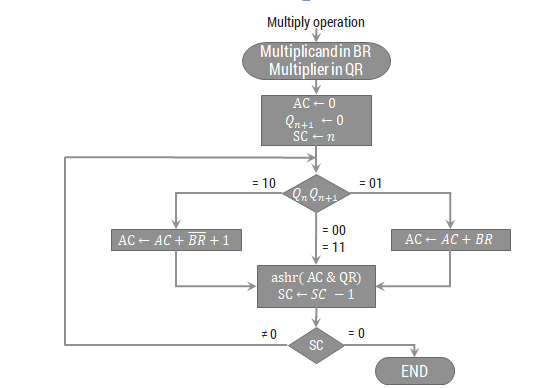 Multiply operation
Multiplicand in BR
Multiplier in QR
AC ← 0
Qₙ₊₁ ← 0
SC ← n
= 10
QₙQₙ₊₁
= 01
= 00
= 11
AC ← AC + B̅R̅ + 1
AC ← AC + BR
ashr( AC & QR)
SC ← SC − 1
≠ 0
SC
= 0
END